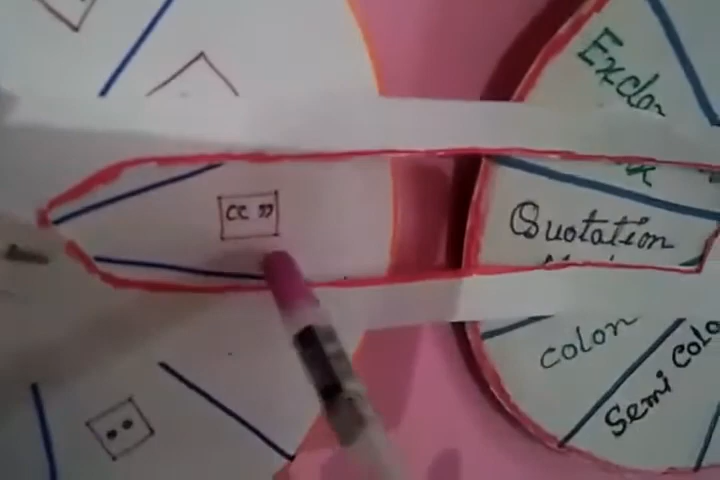 Excla
“ ”
Quotation
colon
Semi Colo
: